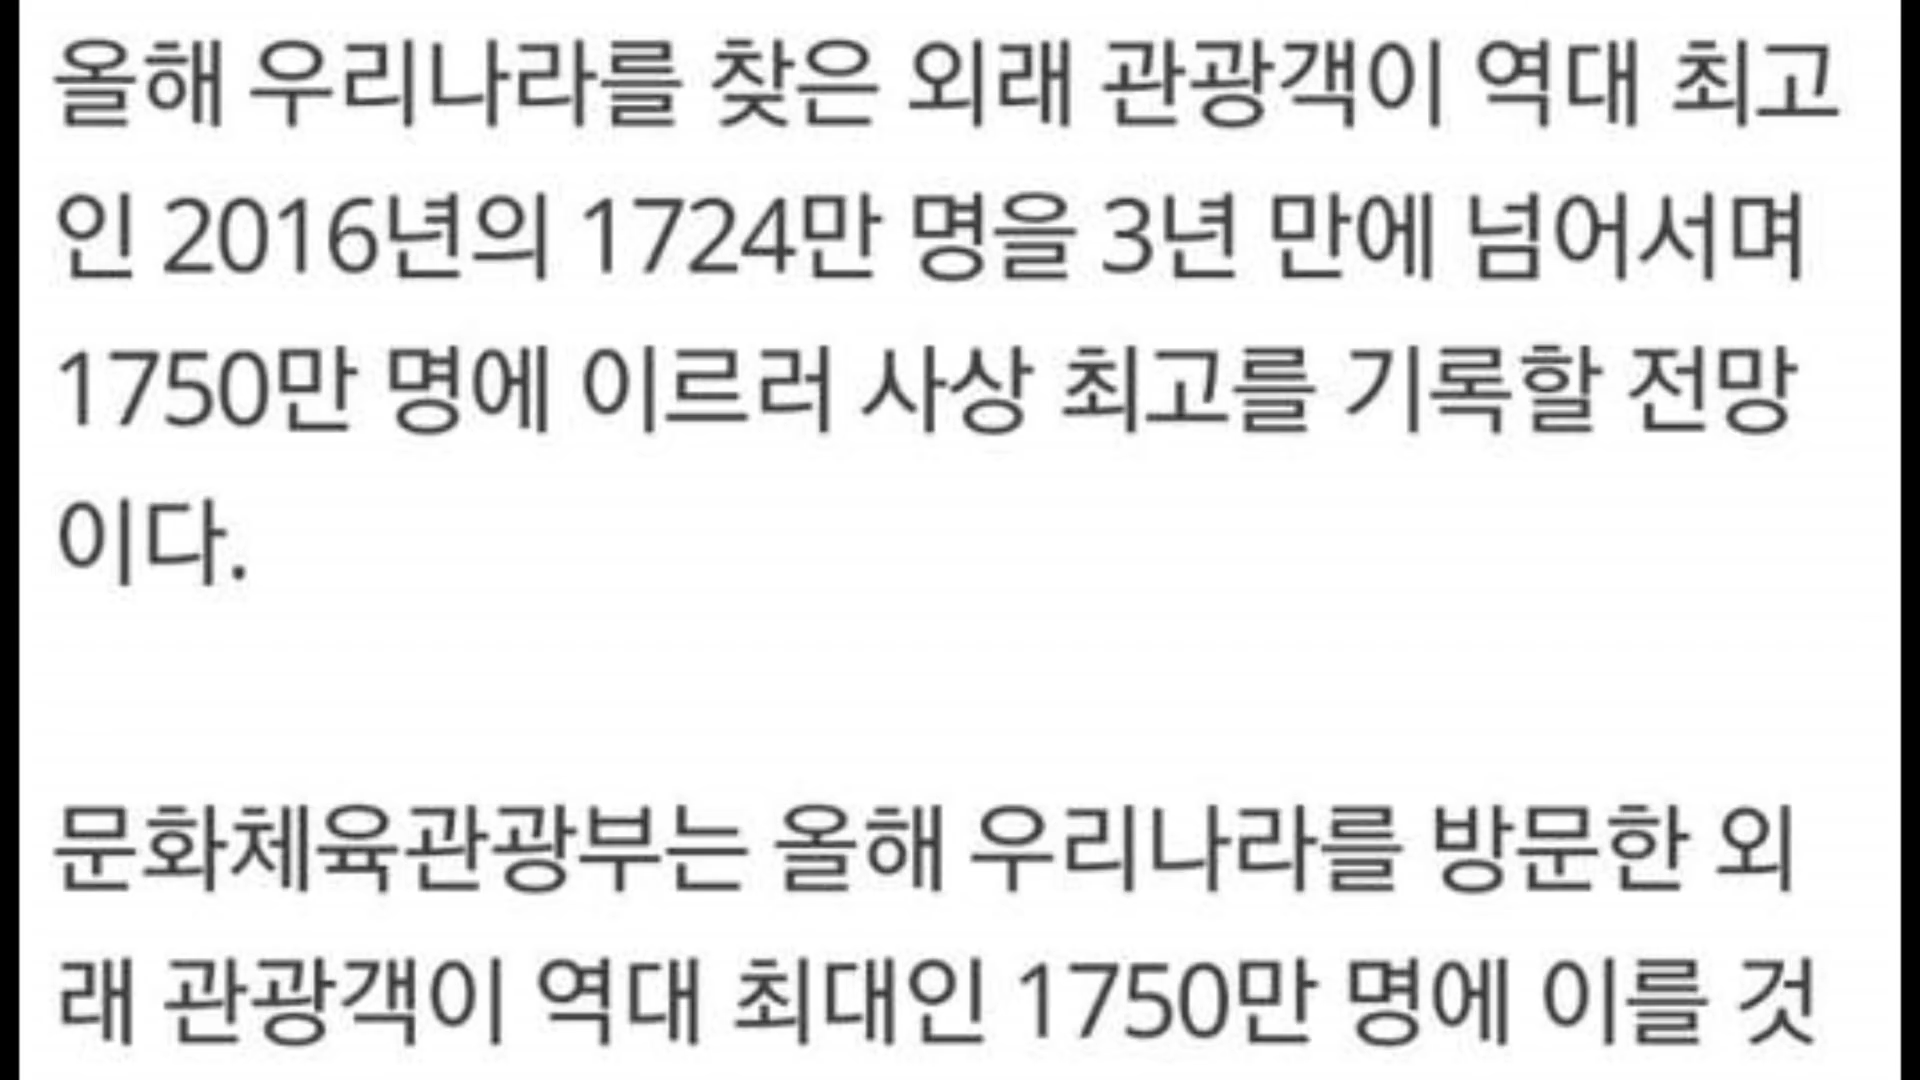 올해 우리나라를 찾은 외래 관광객이 역대 최고
인 2016년의 1724만 명을 3년 만에 넘어서며
1750만 명에 이르러 사상 최고를 기록할 전망
이다.
문화체육관광부는 올해 우리나라를 방문한 외
래 관광객이 역대 최대인 1750만 명에 이를 것